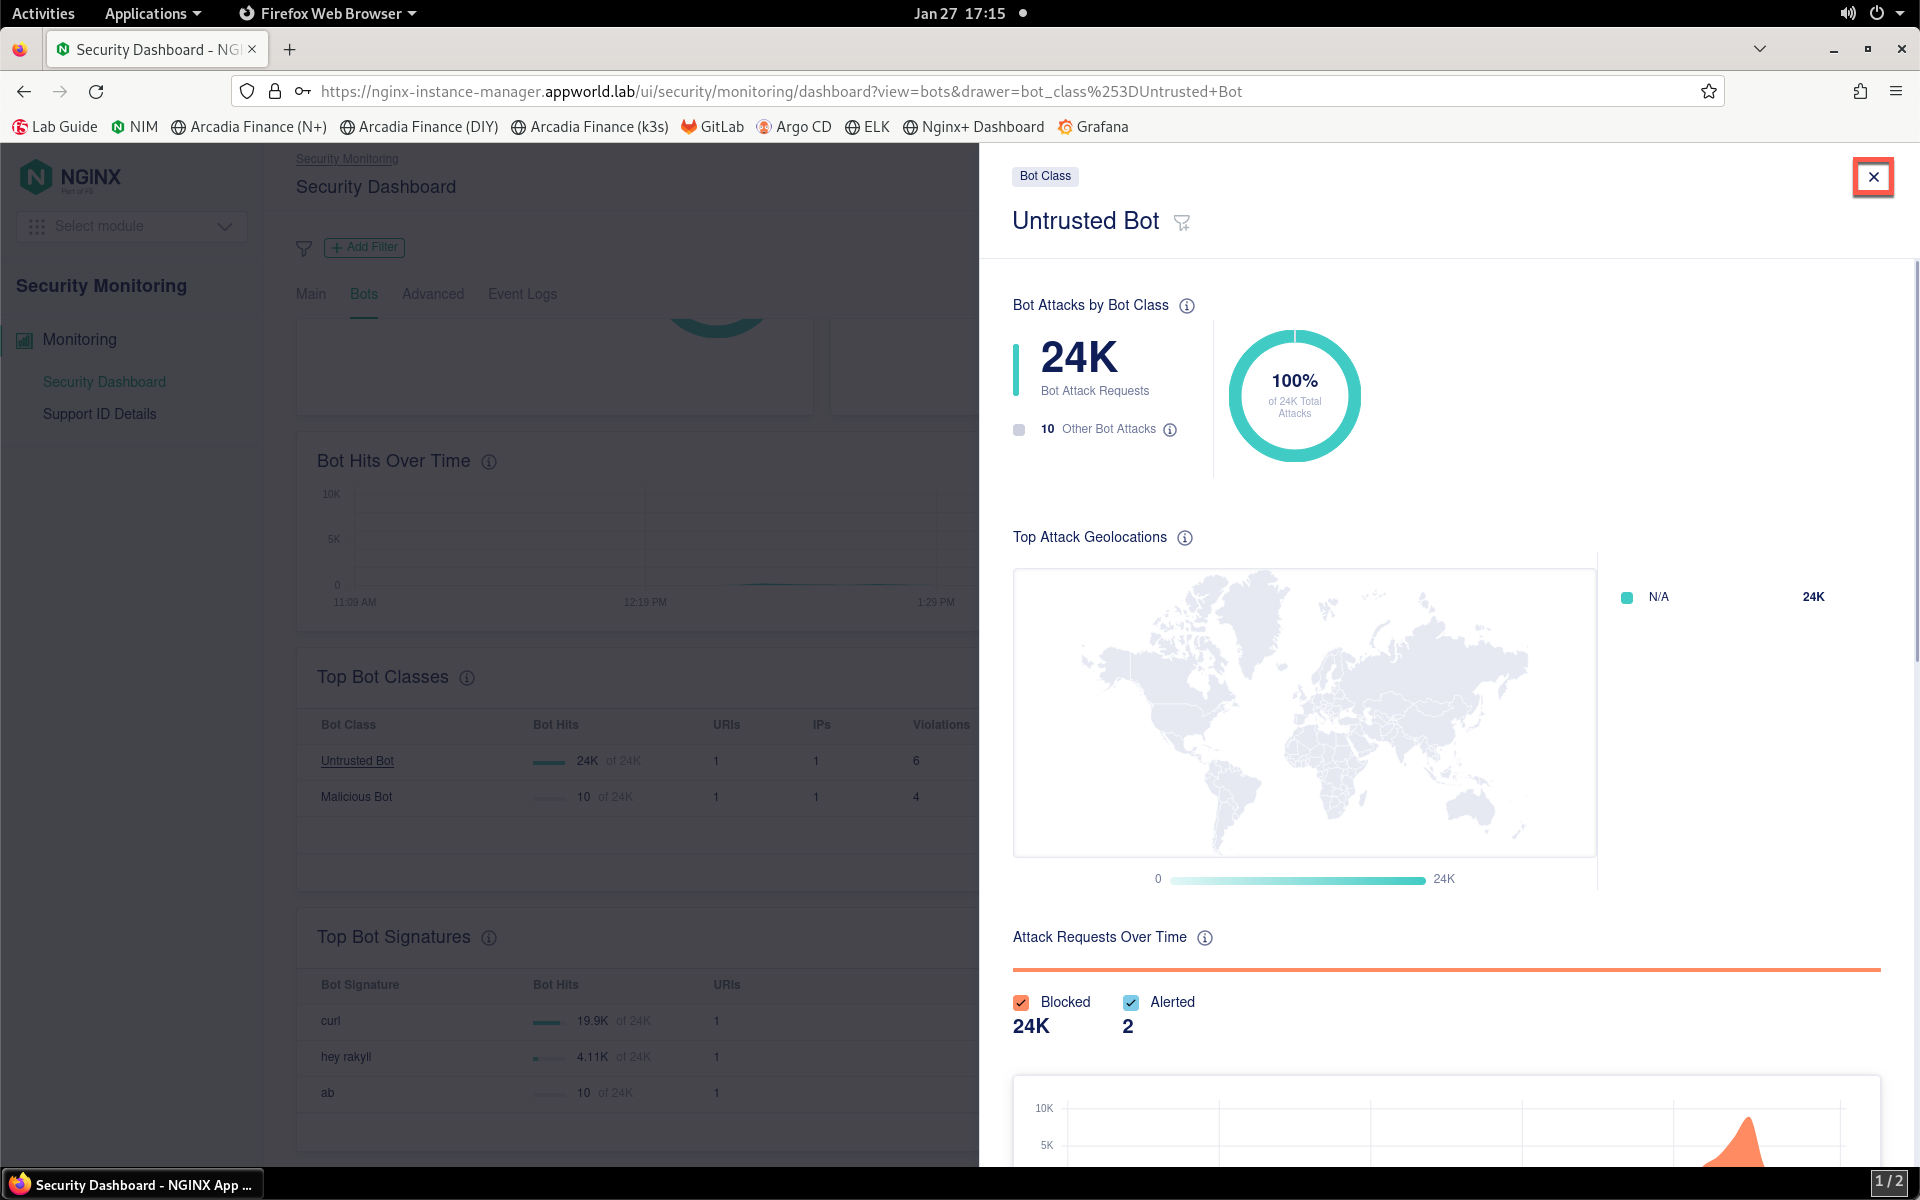 Activities Applications Firefox Web Browser Jan 27 17:15
Security Dashboard - NG
https://nginx-instance-manager.appworld.lab/ui/security/monitoring/dashboard?view=bots&drawer=bot_class%253DUntrusted+Bot
Lab Guide NIM Arcadia Finance (N+) Arcadia Finance (DIY) Arcadia Finance (k3s) GitLab Argo CD ELK Nginx+ Dashboard Grafana
NGINX
Part of F5
Select module
Security Monitoring
Monitoring
Security Dashboard
Support ID Details
Security Monitoring
Security Dashboard
Add Filter
Main Bots Advanced Event Logs
Bot Hits Over Time
10K
5K
0
11:09 AM 12:19 PM 1:29 PM
Top Bot Classes
Bot Class Bot Hits URIs IPs Violations
Untrusted Bot 24K of 24K 1 1 6
Malicious Bot 10 of 24K 1 1 4
Top Bot Signatures
Bot Signature Bot Hits URIs
curl 19.9K of 24K 1
hey rakyll 4.11K of 24K 1
ab 10 of 24K 1
Bot Class
Untrusted Bot
Bot Attacks by Bot Class
24K
Bot Attack Requests
10 Other Bot Attacks
100%
of 24K Total
Attacks
Top Attack Geolocations
N/A 24K
0 24K
Attack Requests Over Time
Blocked Alerted
24K 2
10K
5K
Security Dashboard - NGINX App ...
1 / 2